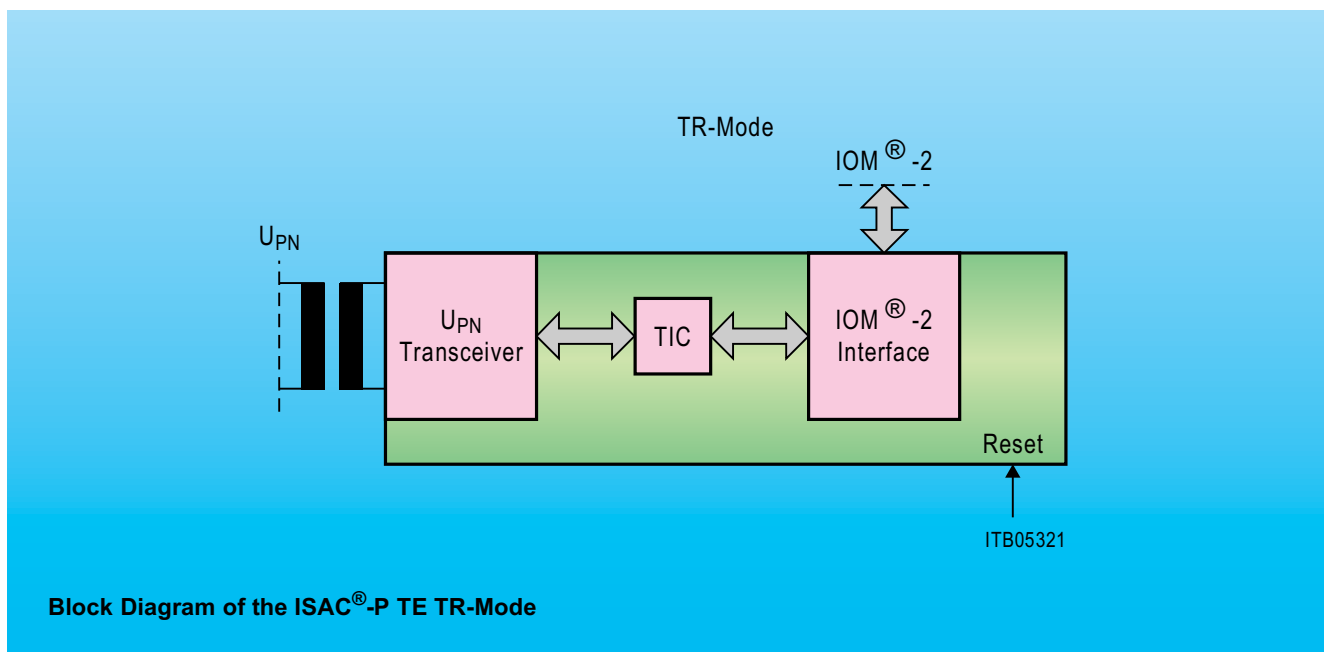 TR-Mode
IOM ® -2
UPN
UPN
Transceiver
TIC
IOM ® -2
Interface
Reset
ITB05321
Block Diagram of the ISAC®-P TE TR-Mode